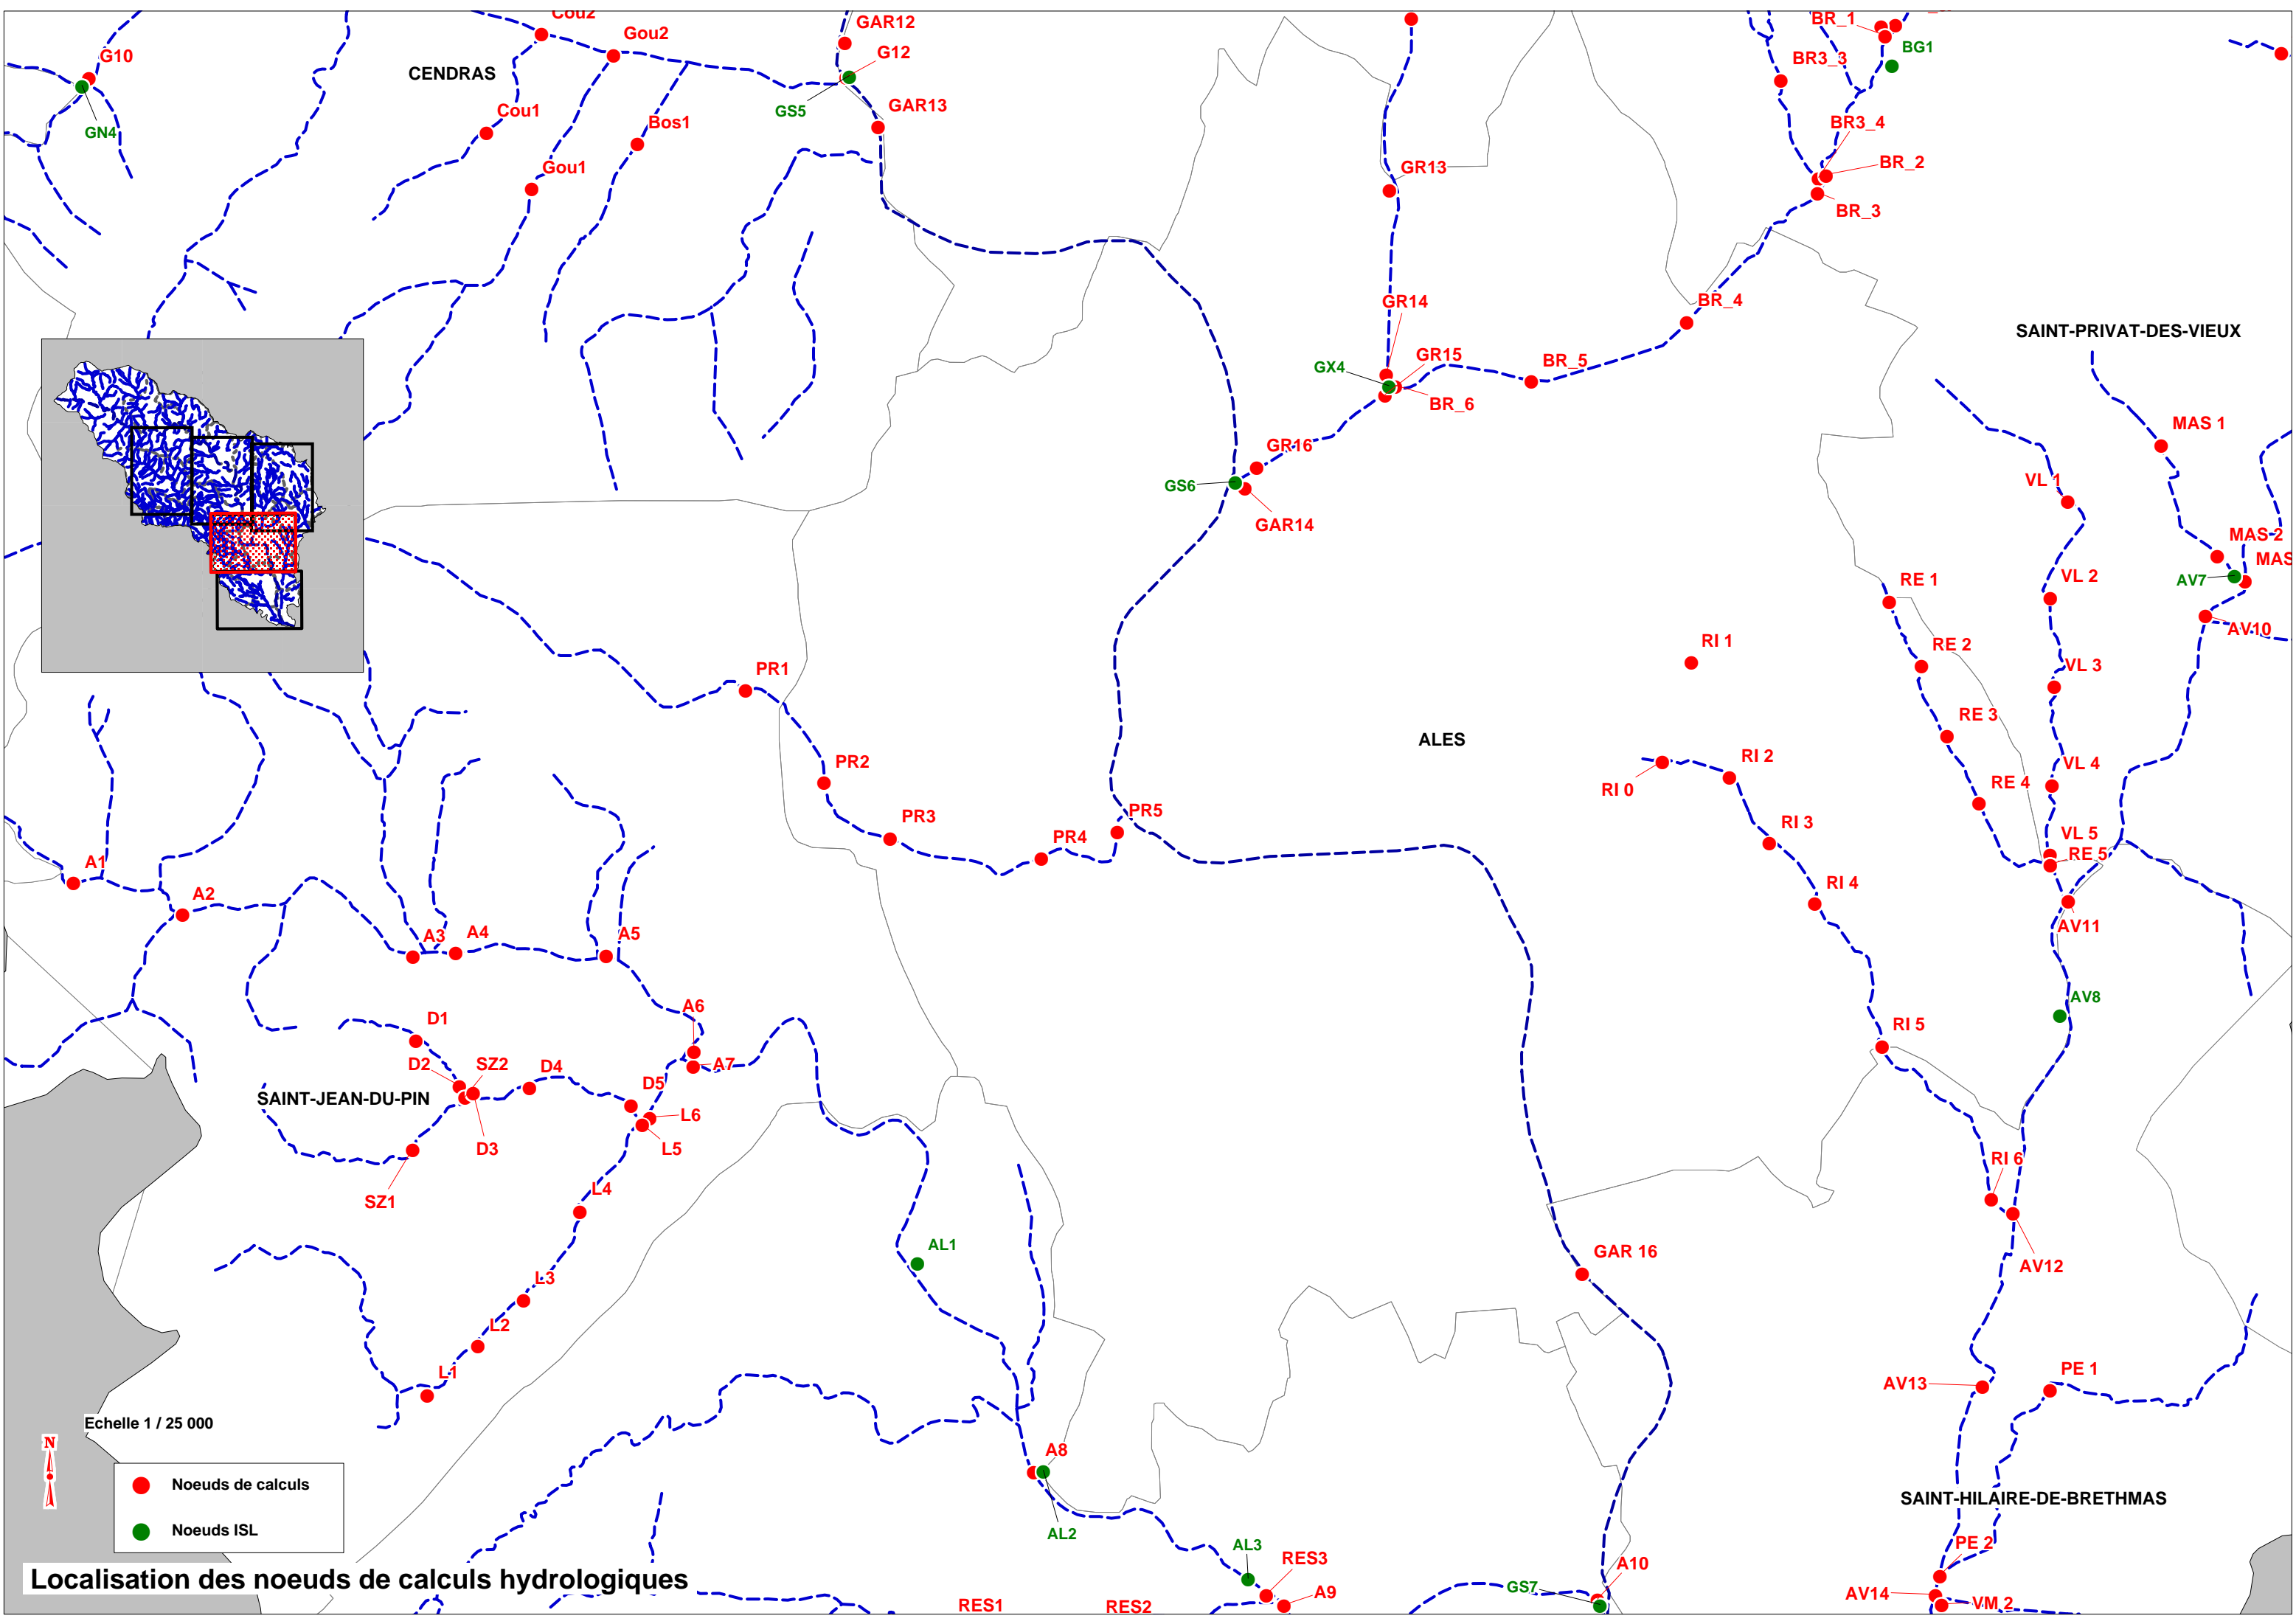 Cou2
GAR12
G12
Gou2
G10
CENDRAS
GS5
GAR13
Cou1
Bos1
GN4
Gou1
BR_1
BG1
BR3_3
BR3_4
BR_2
GR13
BR_3
GR14
BR_4
SAINT-PRIVAT-DES-VIEUX
GX4
GR15
BR_5
BR_6
MAS 1
GR16
VL 1
GS6
GAR14
MAS 2
MAS
AV7
RE 1
VL 2
AV10
RI 1
RE 2
VL 3
PR1
RE 3
ALES
PR2
RI 2
VL 4
RI 0
RE 4
PR3
PR4
PR5
RI 3
VL 5
RE 5
A1
RI 4
A2
A3
A4
A5
AV11
A6
AV8
D1
RI 5
D2
SZ2
D4
A7
D5
SAINT-JEAN-DU-PIN
L6
D3
L5
RI 6
SZ1
L4
AL1
GAR 16
AV12
L3
L2
L1
AV13
PE 1
Echelle 1 / 25 000
N
A8
Noeuds de calculs
SAINT-HILAIRE-DE-BRETHMAS
Noeuds ISL
AL2
AL3
RES3
PE 2
A10
Localisation des noeuds de calculs hydrologiques
GS7
A9
AV14
RES1
RES2
VM 2